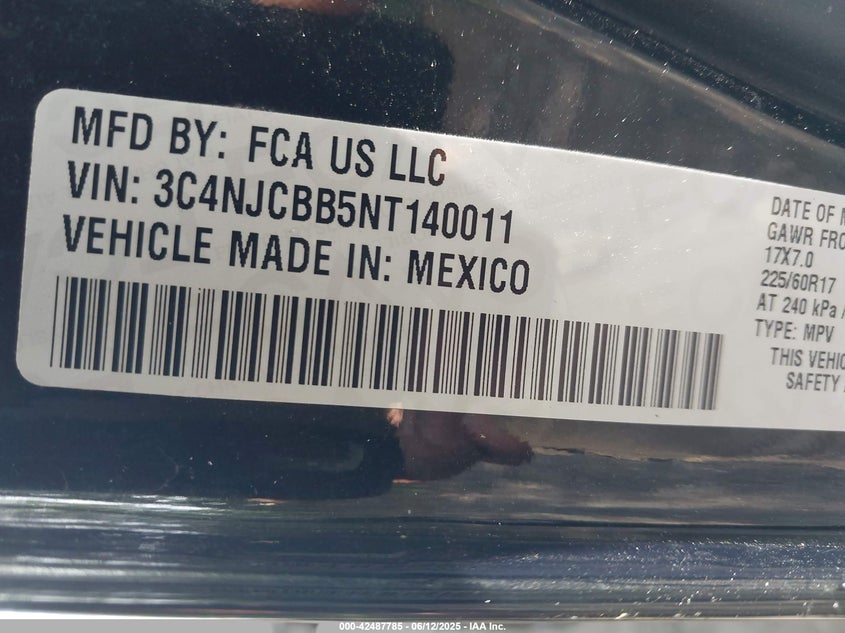 MFD BY: FCA US LLC
VIN: 3C4NJCBB5NT140011
VEHICLE MADE IN: MEXICO
DATE OF M
GAWR FRO
17X7.0
225/60R17
AT 240 kPa
TYPE: MPV
THIS VEHIC
SAFETY
000-42487785 - 06/12/2025 - IAA Inc.